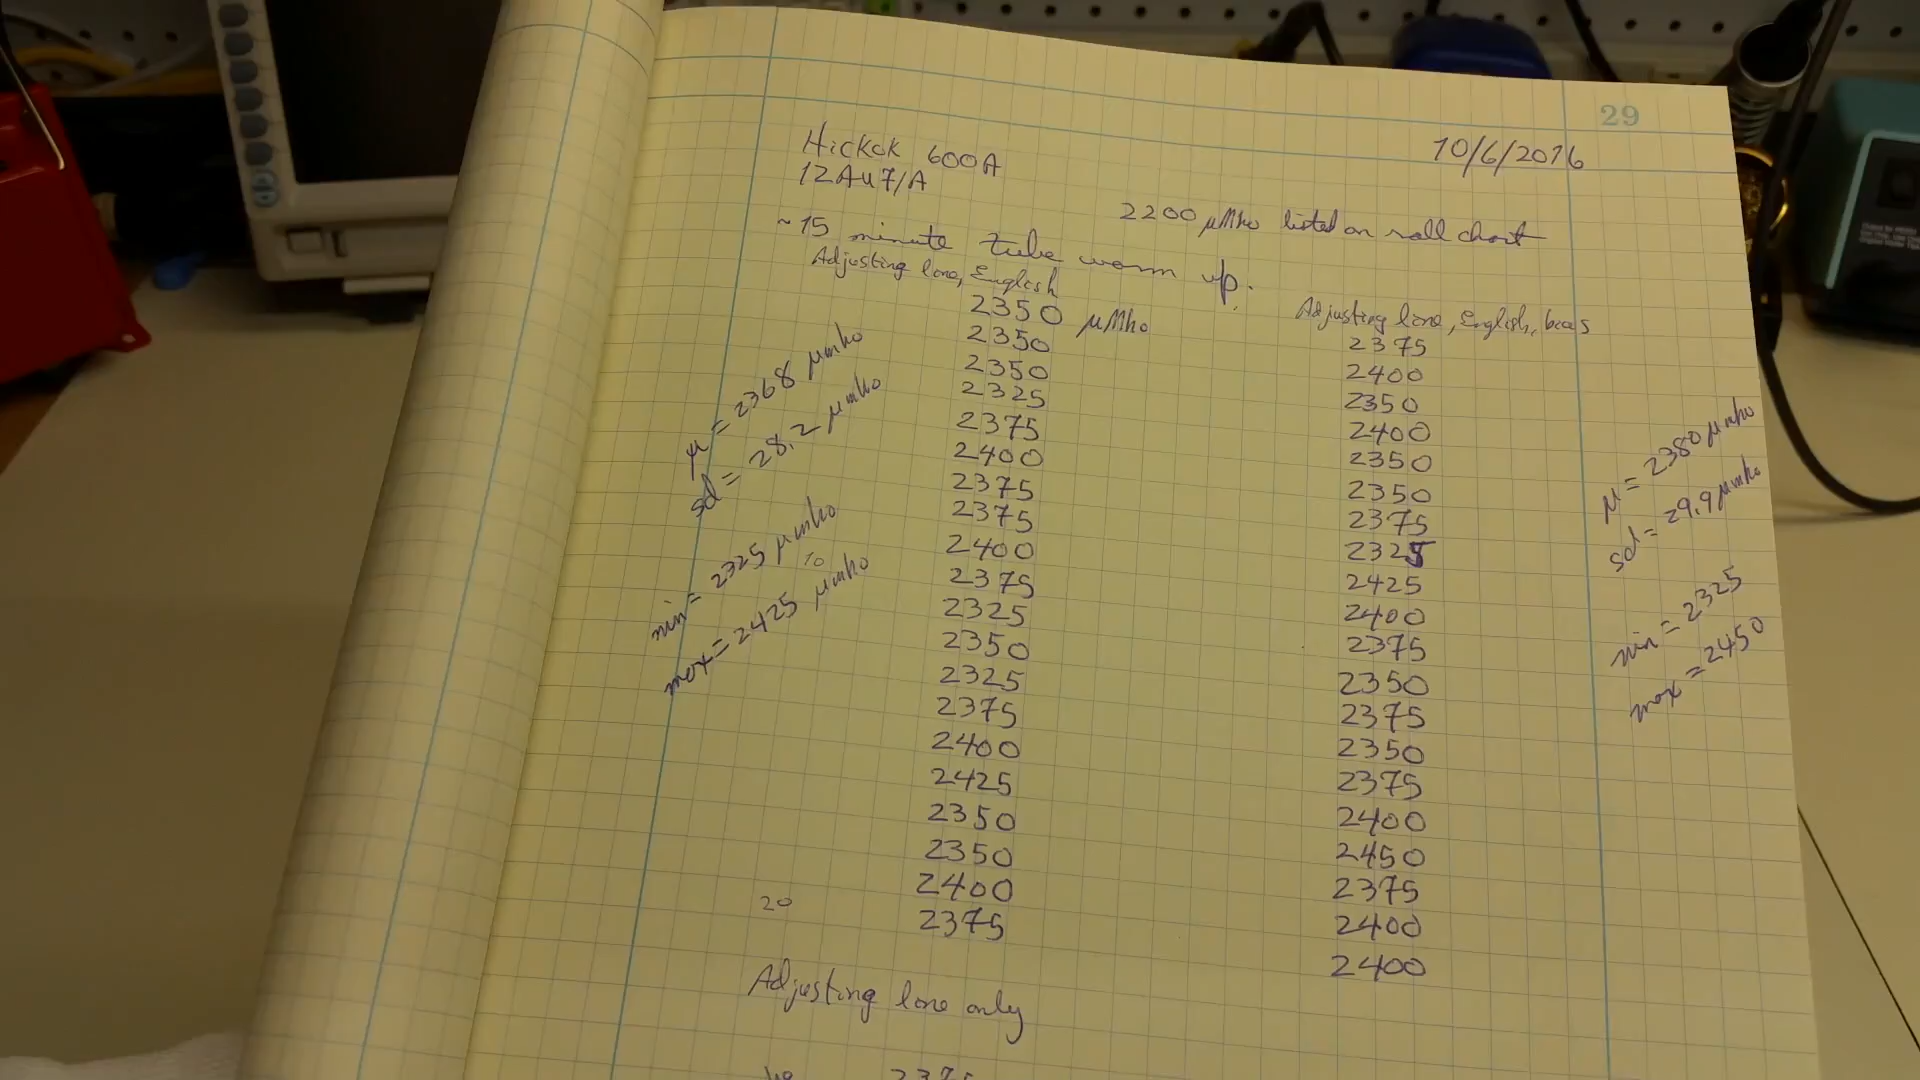 29
Hickok 600A
10/6/2016
12AU7/A
2200 μMho listed on roll chart
~ 15 minute tube warm up.
Adjusting line, English
2350 μMho
2350
2350
2325
2375
2400
2375
2375
2400
2375
2325
2350
2325
2375
2400
2425
2350
2350
2400
20
2375
μ = 2368 μmho
sd = 28.2 μmho
min = 2325 μmho
to
max = 2425 μmho
Adjusting line, English, bias
2375
2400
2350
2400
2350
2350
2375
2325
2425
2400
2375
2350
2375
2350
2375
2400
2450
2375
2400
2400
μ = 2380 μmho
sd = 29.9 μmho
min = 2325
max = 2450
Adjusting line only
2375